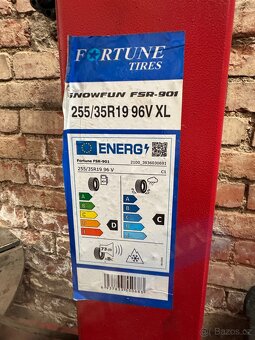 FORTUNE
TIRES
SNOWFUN FSR-901
255/35R19 96V XL
ENERG
Fortune FSR-901
255/35R19 96 V
C1
A
B
C
D
E
D
A
B
C
D
E
C
bazos.cz